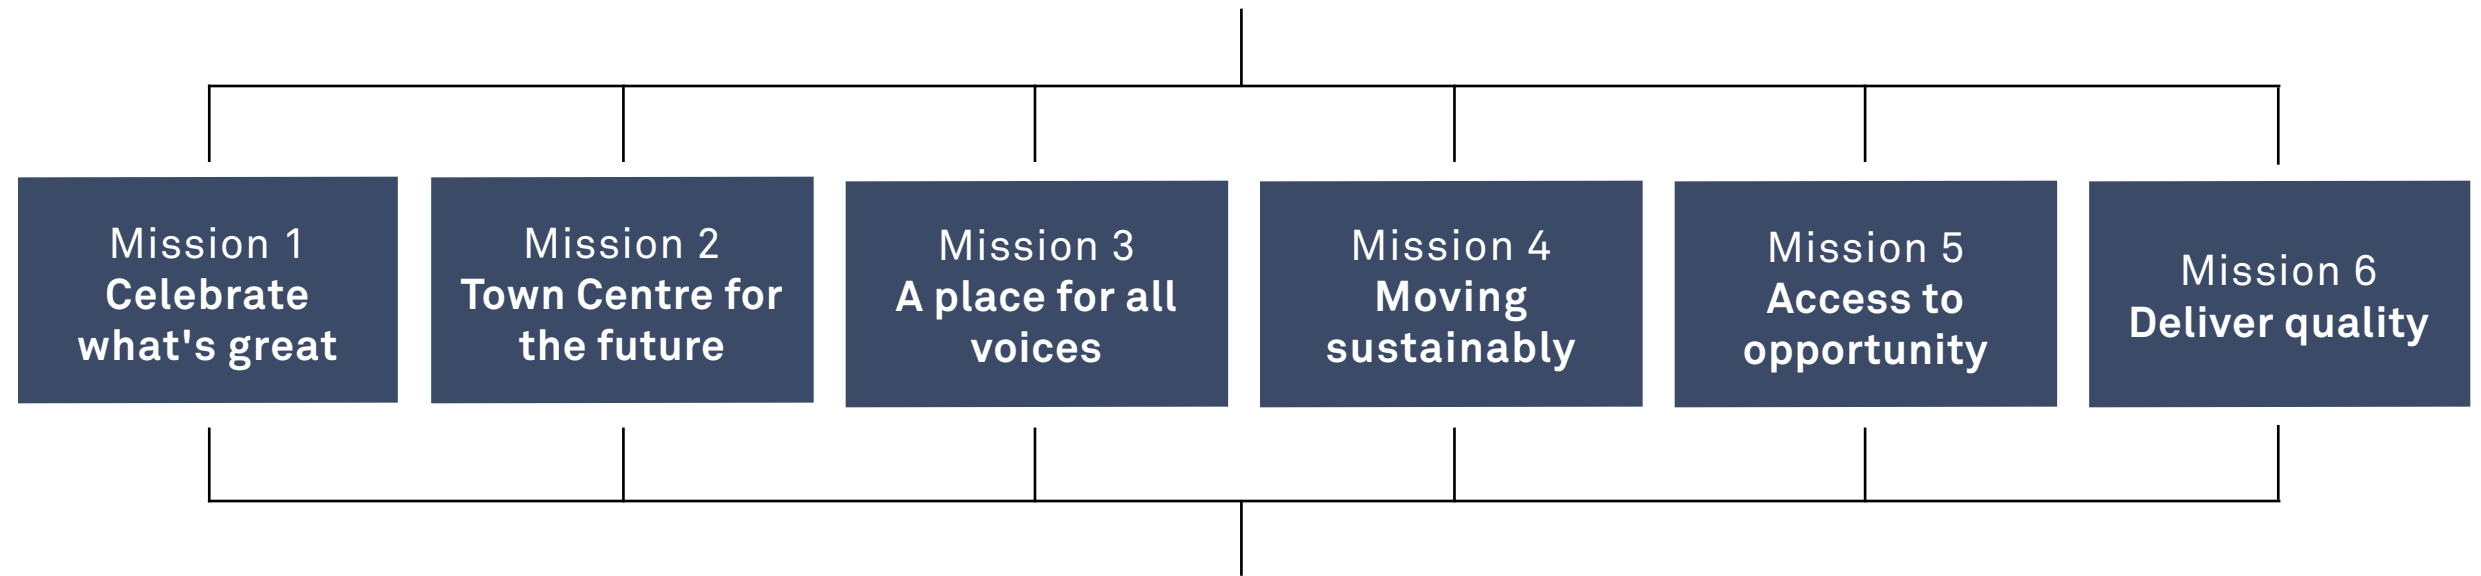 Mission 1
Celebrate
what's great
Mission 2
Town Centre for
the future
Mission 3
A place for all
voices
Mission 4
Moving
sustainably
Mission 5
Access to
opportunity
Mission 6
Deliver quality